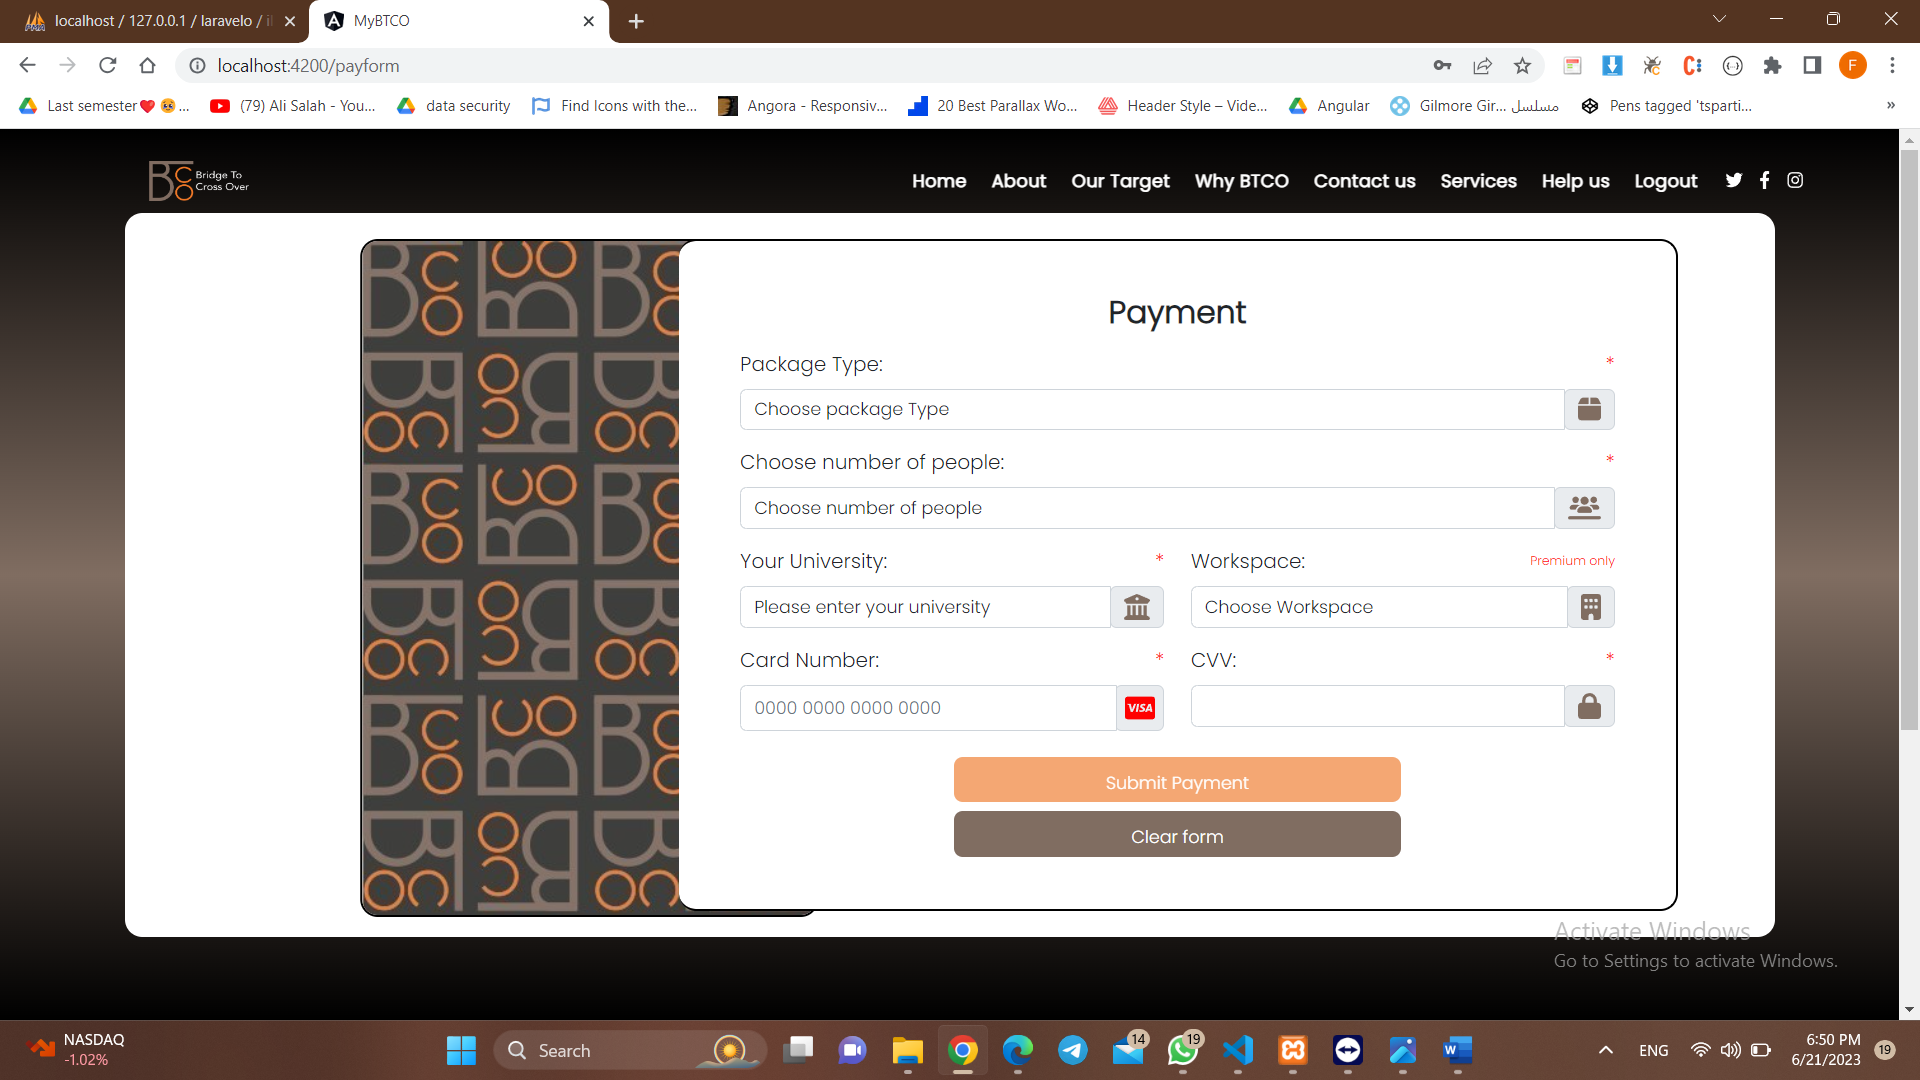 localhost / 127.0.0.1 / laravelo /
MyBTCO
localhost:4200/payform
F
Last semester❤️😡...
(79) Ali Salah - You...
data security
Find Icons with the...
Angora - Responsiv...
20 Best Parallax Wo...
Header Style – Vide...
Angular
Gilmore Gir... مسلسل
Pens tagged 'tsparti...
»
BTCO Bridge To
Cross Over
Home About Our Target Why BTCO Contact us Services Help us Logout
Payment
Package Type: *
Choose package Type
Choose number of people: *
Choose number of people
Your University: *
Workspace: Premium only
Please enter your university
Choose Workspace
Card Number: *
CVV: *
0000 0000 0000 0000
VISA
Submit Payment
Clear form
Activate Windows
Go to Settings to activate Windows.
NASDAQ
-1.02%
Search
14
19
ENG
6:50 PM
6/21/2023
19